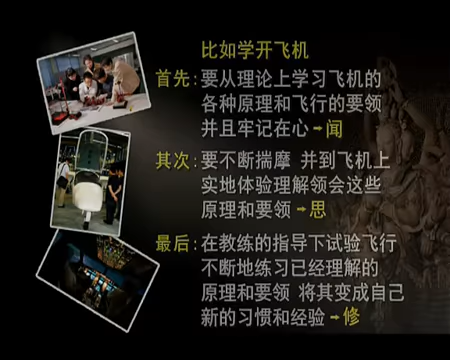 比如学开飞机
首先:要从理论上学习飞机的
各种原理和飞行的要领
并且牢记在心→闻
其次:要不断揣摩 并到飞机上
实地体验理解领会这些
原理和要领→思
最后:在教练的指导下试验飞行
不断地练习已经理解的
原理和要领 将其变成自己
新的习惯和经验→修